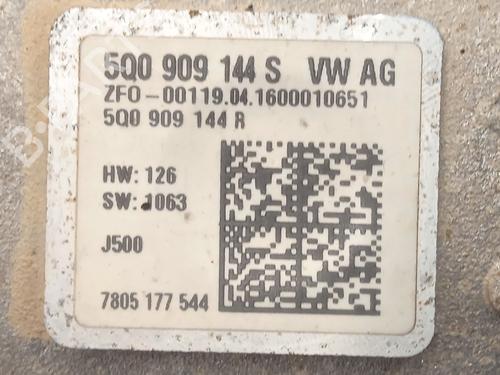 5Q0 909 144 S VW AG
ZFO-00119.04.1600010651
5Q0 909 144 R
HW: 126
SW: 1063
J500
7805 177 544